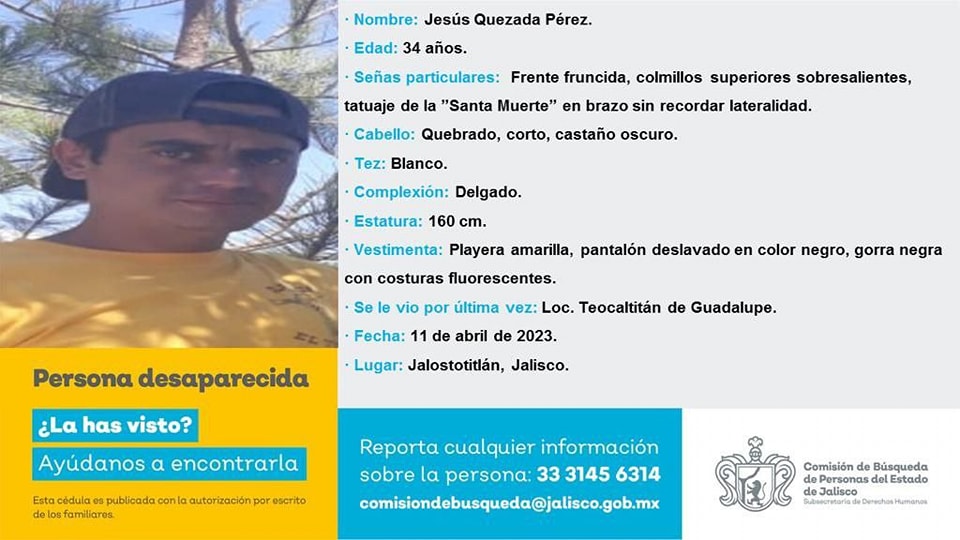 · Nombre: Jesús Quezada Pérez.
· Edad: 34 años.
· Señas particulares: Frente fruncida, colmillos superiores sobresalientes,
tatuaje de la ”Santa Muerte” en brazo sin recordar lateralidad.
· Cabello: Quebrado, corto, castaño oscuro.
· Tez: Blanco.
· Complexión: Delgado.
· Estatura: 160 cm.
· Vestimenta: Playera amarilla, pantalón deslavado en color negro, gorra negra
con costuras fluorescentes.
· Se le vio por última vez: Loc. Teocaltitán de Guadalupe.
· Fecha: 11 de abril de 2023.
· Lugar: Jalostotitlán, Jalisco.
Persona desaparecida
¿La has visto?
Ayúdanos a encontrarla
Esta cédula es publicada con la autorización por escrito
de los familiares.
Reporta cualquier información
sobre la persona: 33 3145 6314
comisiondebusqueda@jalisco.gob.mx
Comisión de Búsqueda
de Personas del Estado
de Jalisco
Subsecretaría de Derechos Humanos